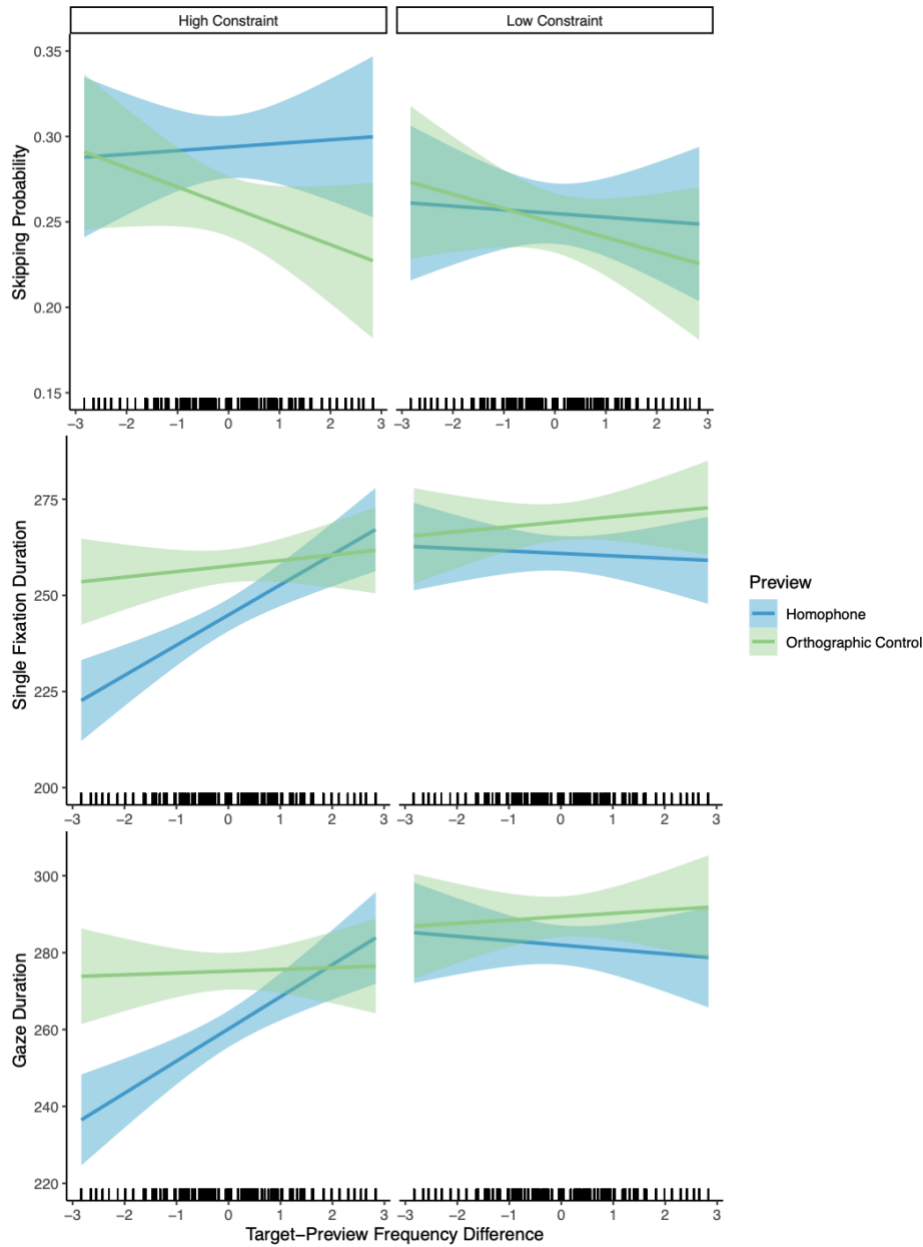 High Constraint
Low Constraint
Skipping Probability
0.35
0.30
0.25
0.20
0.15
−3 −2 −1 0 1 2 3
−3 −2 −1 0 1 2 3
Single Fixation Duration
275
250
225
200
−3 −2 −1 0 1 2 3
−3 −2 −1 0 1 2 3
Preview
Homophone
Orthographic Control
Gaze Duration
300
280
260
240
220
−3 −2 −1 0 1 2 3
−3 −2 −1 0 1 2 3
Target−Preview Frequency Difference